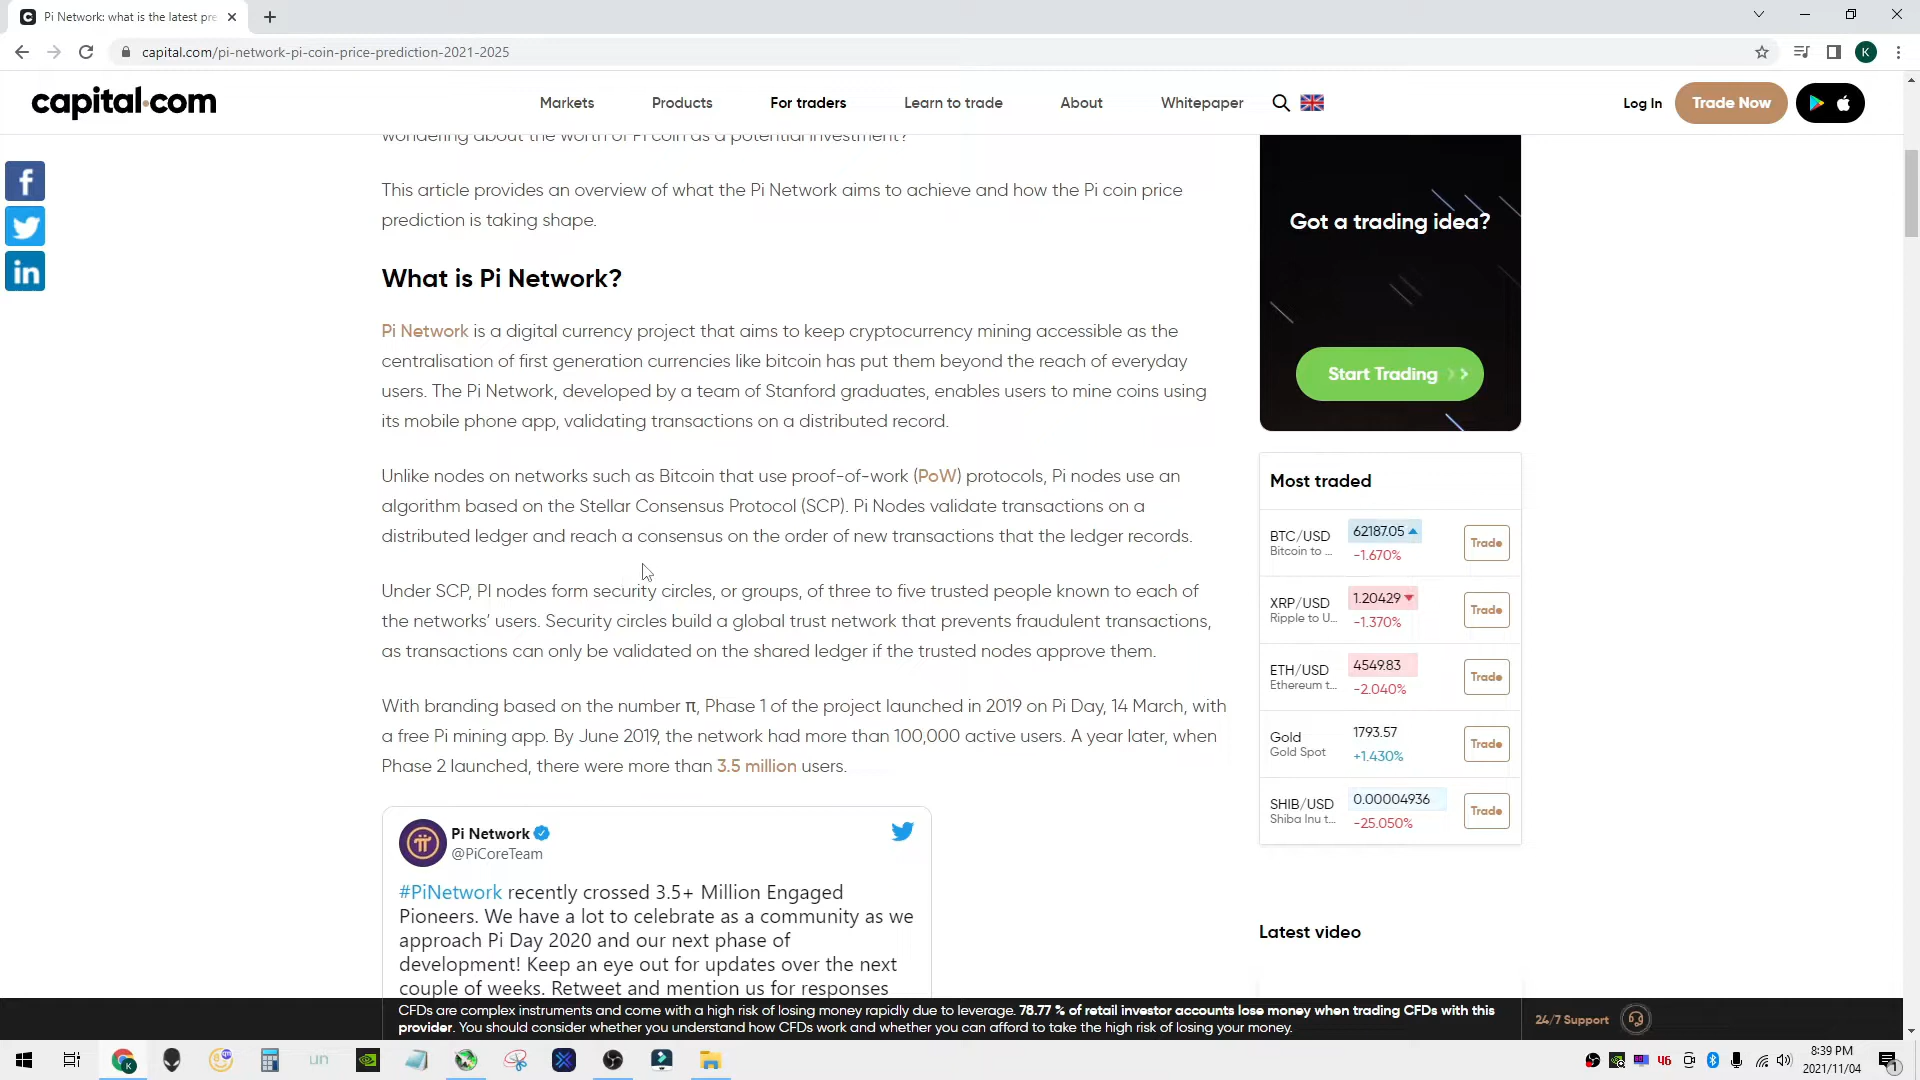 Pi Network: what is the latest pre
capital.com/pi-network-pi-coin-price-prediction-2021-2025
K
capital.com
Markets
Products
For traders
Learn to trade
About
Whitepaper
Log In
Trade Now
wondering about the worth of Pi coin as a potential investment?
This article provides an overview of what the Pi Network aims to achieve and how the Pi coin price
prediction is taking shape.
What is Pi Network?
Pi Network is a digital currency project that aims to keep cryptocurrency mining accessible as the
centralisation of first generation currencies like bitcoin has put them beyond the reach of everyday
users. The Pi Network, developed by a team of Stanford graduates, enables users to mine coins using
its mobile phone app, validating transactions on a distributed record.
Unlike nodes on networks such as Bitcoin that use proof-of-work (PoW) protocols, Pi nodes use an
algorithm based on the Stellar Consensus Protocol (SCP). Pi Nodes validate transactions on a
distributed ledger and reach a consensus on the order of new transactions that the ledger records.
Under SCP, PI nodes form security circles, or groups, of three to five trusted people known to each of
the networks’ users. Security circles build a global trust network that prevents fraudulent transactions,
as transactions can only be validated on the shared ledger if the trusted nodes approve them.
With branding based on the number π, Phase 1 of the project launched in 2019 on Pi Day, 14 March, with
a free Pi mining app. By June 2019, the network had more than 100,000 active users. A year later, when
Phase 2 launched, there were more than 3.5 million users.
Pi Network
@PiCoreTeam
#PiNetwork recently crossed 3.5+ Million Engaged
Pioneers. We have a lot to celebrate as a community as we
approach Pi Day 2020 and our next phase of
development! Keep an eye out for updates over the next
couple of weeks. Retweet and mention us for responses
Got a trading idea?
Start Trading
Most traded
BTC/USD
Bitcoin to ...
62187.05
-1.670%
Trade
XRP/USD
Ripple to U...
1.20429
-1.370%
Trade
ETH/USD
Ethereum t...
4549.83
-2.040%
Trade
Gold
Gold Spot
1793.57
+1.430%
Trade
SHIB/USD
Shiba Inu t...
0.00004936
-25.050%
Trade
Latest video
CFDs are complex instruments and come with a high risk of losing money rapidly due to leverage. 78.77 % of retail investor accounts lose money when trading CFDs with this
provider. You should consider whether you understand how CFDs work and whether you can afford to take the high risk of losing your money.
24/7 Support
un
8:39 PM
2021/11/04